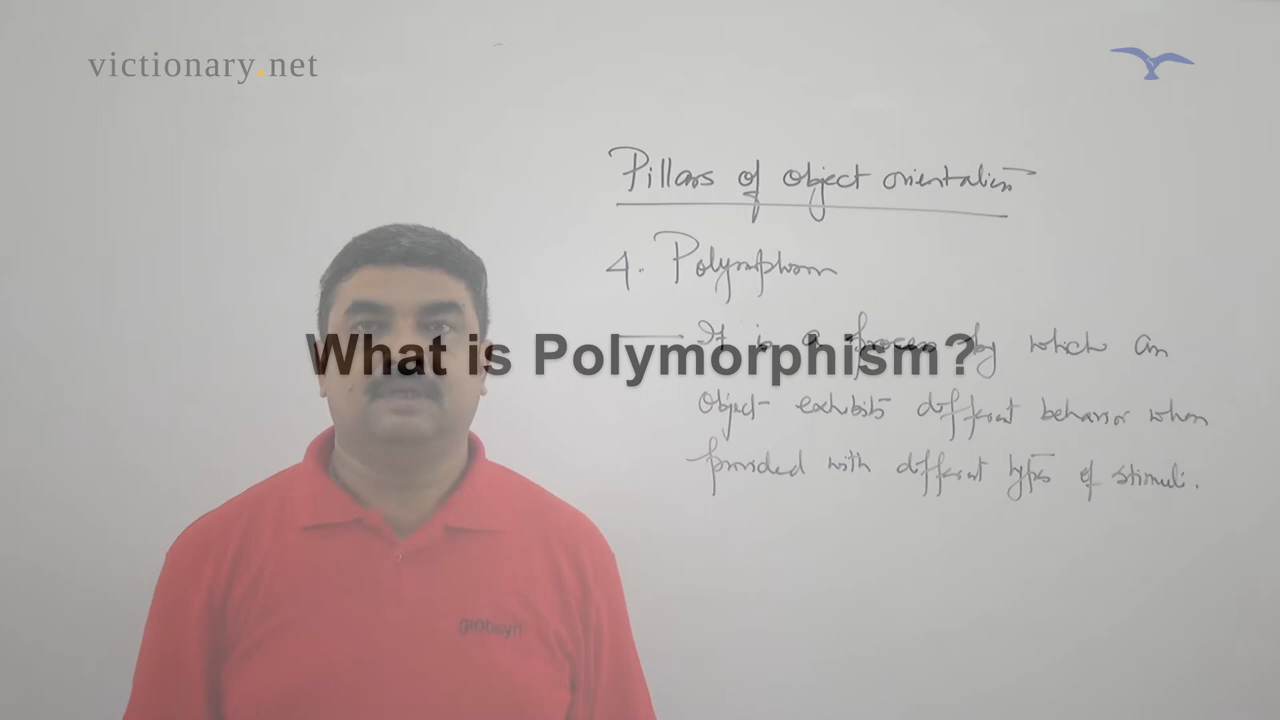 victionary.net
Pillars of object orientation
4. Polymorphism
What is Polymorphism?
— It is a process by which an
object exhibits different behavior when
provided with different types of stimuli.
globsyn